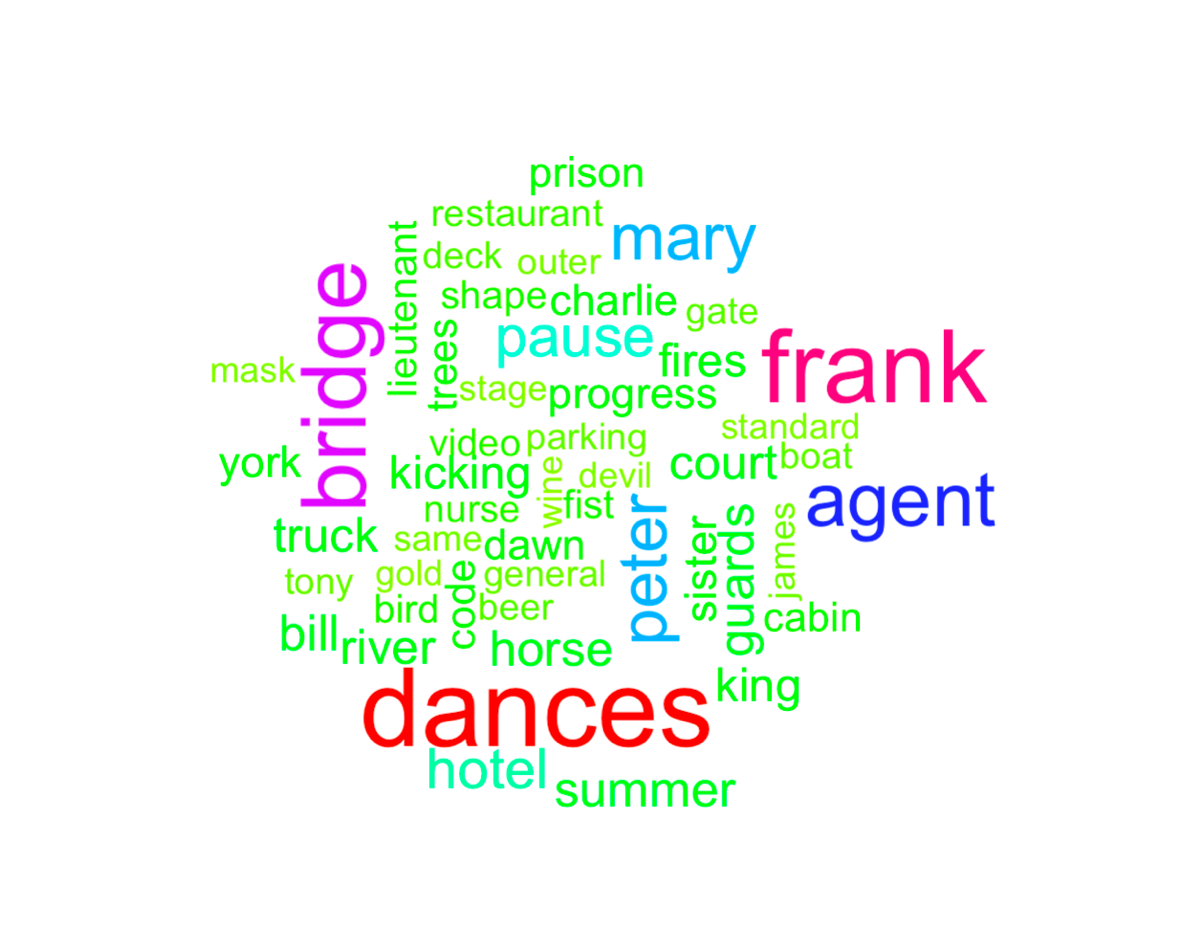 prison
restaurant
mary
lieutenant
deck
outer
bridge
shape
charlie
gate
pause
trees
fires
frank
mask
stage
progress
standard
video
parking
york
kicking
court
boat
wine
devil
agent
nurse
fist
peter
truck
same
dawn
sister
guards
james
tony
gold
code
general
bird
beer
cabin
bill
river
horse
dances
king
hotel
summer